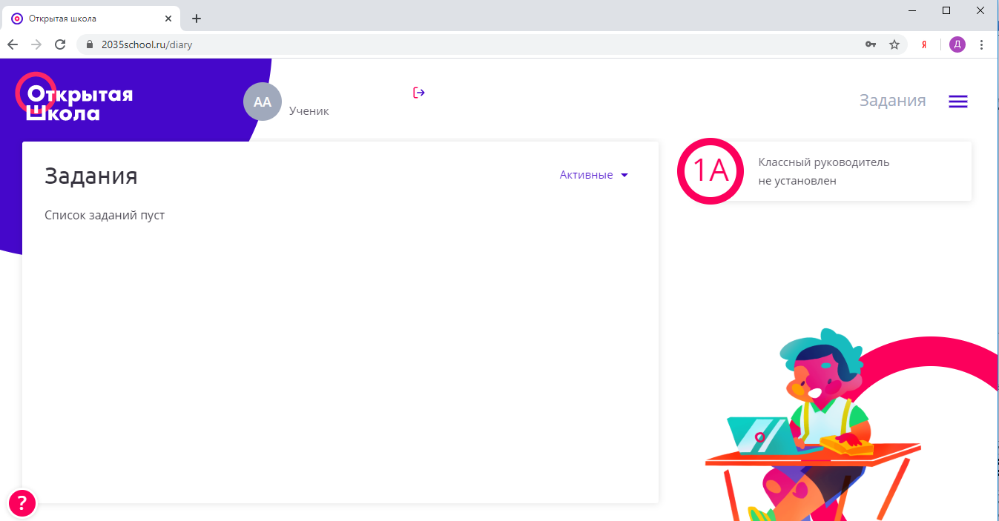 Открытая школа
2035school.ru/diary
Я
Д
Открытая
Школа
АА
Ученик
Задания
Задания
Активные
Список заданий пуст
1А
Классный руководитель
не установлен
?